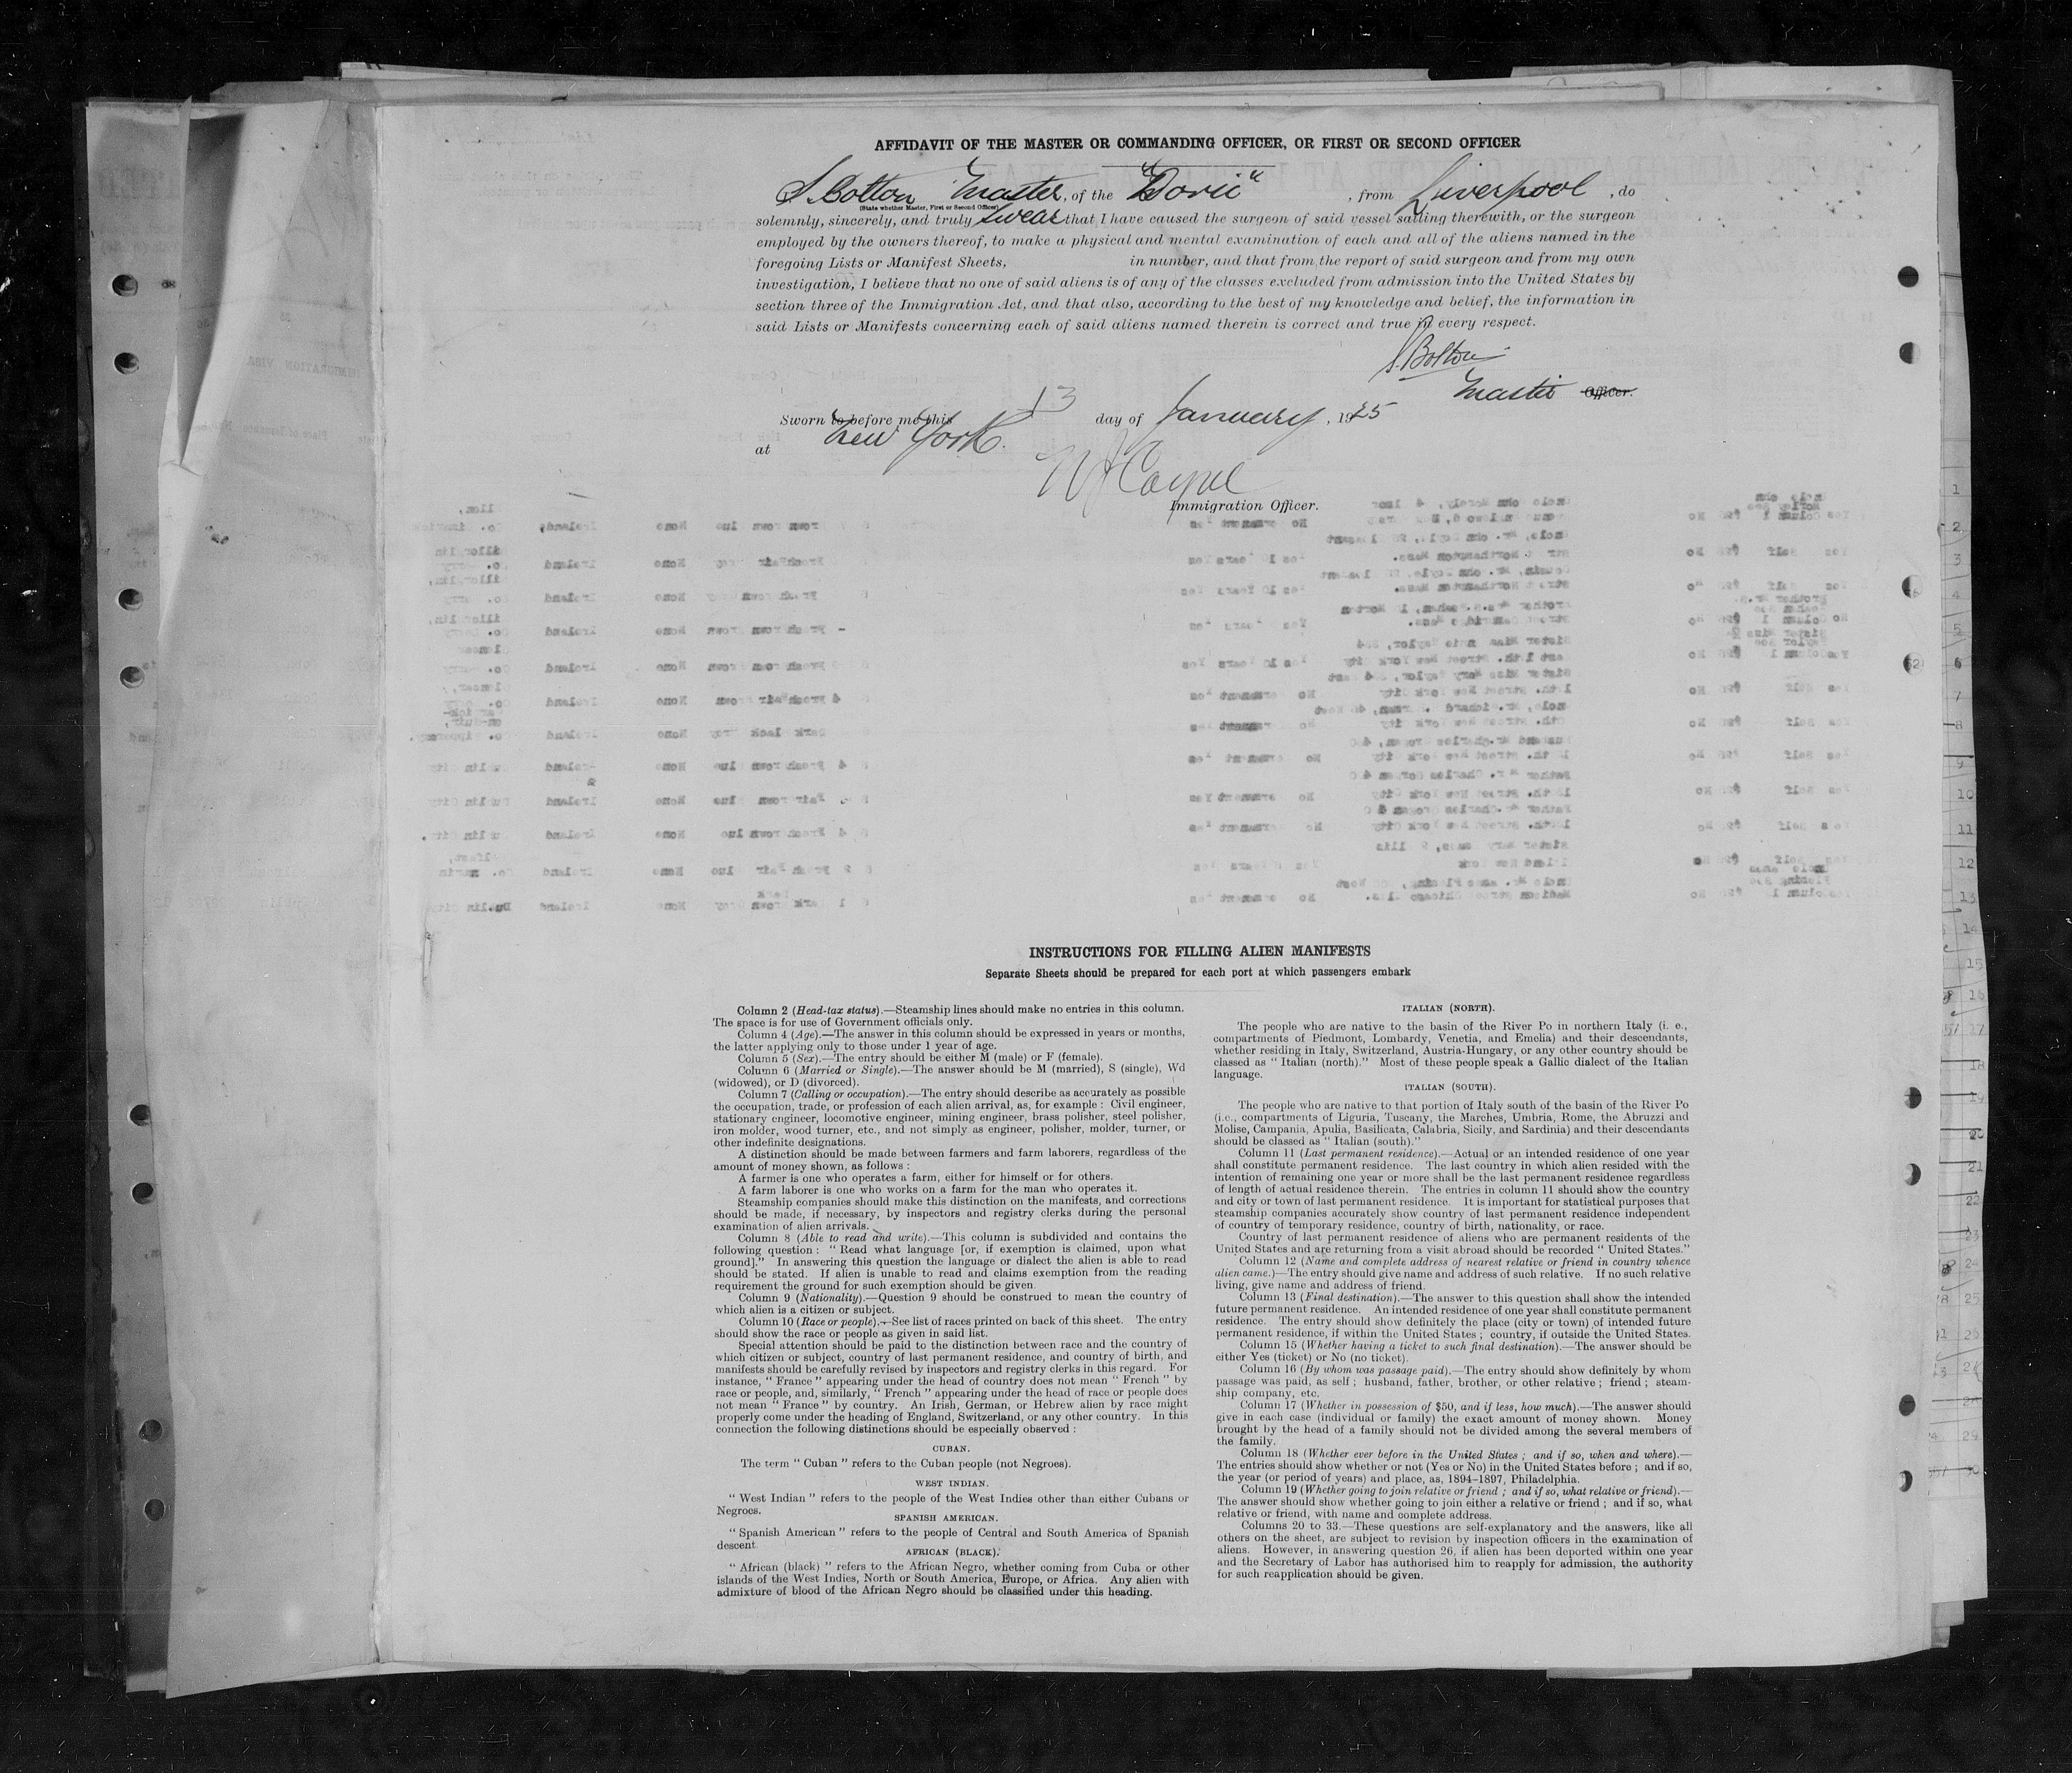 AFFIDAVIT OF THE MASTER OR COMMANDING OFFICER, OR FIRST OR SECOND OFFICER
S. Bolton Master, of the "Doric", from Liverpool, do
(State whether Master, First or Second Officer)
solemnly, sincerely, and truly swear that I have caused the surgeon of said vessel sailing therewith, or the surgeon
employed by the owners thereof, to make a physical and mental examination of each and all of the aliens named in the
foregoing Lists or Manifest Sheets, in number, and that from the report of said surgeon and from my own
investigation, I believe that no one of said aliens is of any of the classes excluded from admission into the United States by
section three of the Immigration Act, and that also, according to the best of my knowledge and belief, the information in
said Lists or Manifests concerning each of said aliens named therein is correct and true in every respect.
S. Bolton
Master Officer.
Sworn to before me this 13 day of January, 1925
at New York.
Immigration Officer.
INSTRUCTIONS FOR FILLING ALIEN MANIFESTS
Separate Sheets should be prepared for each port at which passengers embark
Column 2 (Head-tax status).—Steamship lines should make no entries in this column.
The space is for use of Government officials only.
Column 4 (Age).—The answer in this column should be expressed in years or months,
the latter applying only to those under 1 year of age.
Column 5 (Sex).—The entry should be either M (male) or F (female).
Column 6 (Married or Single).—The answer should be M (married), S (single), Wd
(widowed), or D (divorced).
Column 7 (Calling or occupation).—The entry should describe as accurately as possible
the occupation, trade, or profession of each alien arrival, as, for example : Civil engineer,
stationary engineer, locomotive engineer, mining engineer, brass polisher, steel polisher,
iron molder, wood turner, etc., and not simply as engineer, polisher, molder, turner, or
other indefinite designations.
A distinction should be made between farmers and farm laborers, regardless of the
amount of money shown, as follows :
A farmer is one who operates a farm, either for himself or for others.
A farm laborer is one who works on a farm for the man who operates it.
Steamship companies should make this distinction on the manifests, and corrections
should be made, if necessary, by inspectors and registry clerks during the personal
examination of alien arrivals.
Column 8 (Able to read and write).—This column is subdivided and contains the
following question : " Read what language [or, if exemption is claimed, upon what
ground]." In answering this question the language or dialect the alien is able to read
should be stated. If alien is unable to read and claims exemption from the reading
requirement the ground for such exemption should be given.
Column 9 (Nationality).—Question 9 should be construed to mean the country of
which alien is a citizen or subject.
Column 10 (Race or people).—See list of races printed on back of this sheet. The entry
should show the race or people as given in said list.
Special attention should be paid to the distinction between race and the country of
which citizen or subject, country of last permanent residence, and country of birth, and
manifests should be carefully revised by inspectors and registry clerks in this regard. For
instance, " France " appearing under the head of country does not mean " French " by
race or people, and, similarly, " French " appearing under the head of race or people does
not mean " France " by country. An Irish, German, or Hebrew alien by race might
properly come under the heading of England, Switzerland, or any other country. In this
connection the following distinctions should be especially observed :
CUBAN.
The term " Cuban " refers to the Cuban people (not Negroes).
WEST INDIAN.
" West Indian " refers to the people of the West Indies other than either Cubans or
Negroes.
SPANISH AMERICAN.
" Spanish American " refers to the people of Central and South America of Spanish
descent.
AFRICAN (BLACK).
" African (black) " refers to the African Negro, whether coming from Cuba or other
islands of the West Indies, North or South America, Europe, or Africa. Any alien with
admixture of blood of the African Negro should be classified under this heading.
ITALIAN (NORTH).
The people who are native to the basin of the River Po in northern Italy (i. e.,
compartments of Piedmont, Lombardy, Venetia, and Emelia) and their descendants,
whether residing in Italy, Switzerland, Austria-Hungary, or any other country should be
classed as " Italian (north)." Most of these people speak a Gallic dialect of the Italian
language.
ITALIAN (SOUTH).
The people who are native to that portion of Italy south of the basin of the River Po
(i.e., compartments of Liguria, Tuscany, the Marches, Umbria, Rome, the Abruzzi and
Molise, Campania, Apulia, Basilicata, Calabria, Sicily, and Sardinia) and their descendants
should be classed as " Italian (south)."
Column 11 (Last permanent residence).—Actual or an intended residence of one year
shall constitute permanent residence. The last country in which alien resided with the
intention of remaining one year or more shall be the last permanent residence regardless
of length of actual residence therein. The entries in column 11 should show the country
and city or town of last permanent residence. It is important for statistical purposes that
steamship companies accurately show country of last permanent residence independent
of country of temporary residence, country of birth, nationality, or race.
Country of last permanent residence of aliens who are permanent residents of the
United States and are returning from a visit abroad should be recorded " United States."
Column 12 (Name and complete address of nearest relative or friend in country whence
alien came.)—The entry should give name and address of such relative. If no such relative
living, give name and address of friend.
Column 13 (Final destination).—The answer to this question shall show the intended
future permanent residence. An intended residence of one year shall constitute permanent
residence. The entry should show definitely the place (city or town) of intended future
permanent residence, if within the United States ; country, if outside the United States.
Column 15 (Whether having a ticket to such final destination).—The answer should be
either Yes (ticket) or No (no ticket).
Column 16 (By whom was passage paid).—The entry should show definitely by whom
passage was paid, as self ; husband, father, brother, or other relative ; friend ; steam-
ship company, etc.
Column 17 (Whether in possession of $50, and if less, how much).—The answer should
give in each case (individual or family) the exact amount of money shown. Money
brought by the head of a family should not be divided among the several members of
the family.
Column 18 (Whether ever before in the United States ; and if so, when and where).—
The entries should show whether or not (Yes or No) in the United States before ; and if so,
the year (or period of years) and place, as, 1894-1897, Philadelphia.
Column 19 (Whether going to join relative or friend ; and if so, what relative or friend).—
The answer should show whether going to join either a relative or friend ; and if so, what
relative or friend, with name and complete address.
Columns 20 to 33.—These questions are self-explanatory and the answers, like all
others on the sheet, are subject to revision by inspection officers in the examination of
aliens. However, in answering question 26, if alien has been deported within one year
and the Secretary of Labor has authorised him to reapply for admission, the authority
for such reapplication should be given.